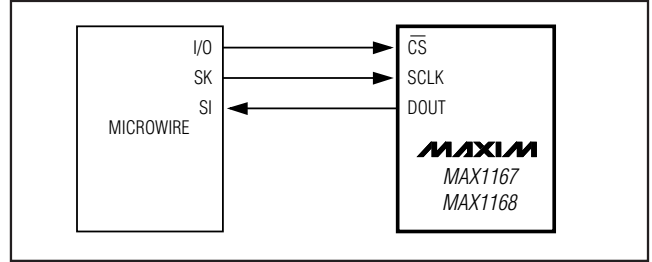 I/O CS
SK SCLK
SI DOUT
MICROWIRE
MAXIM
MAX1167
MAX1168